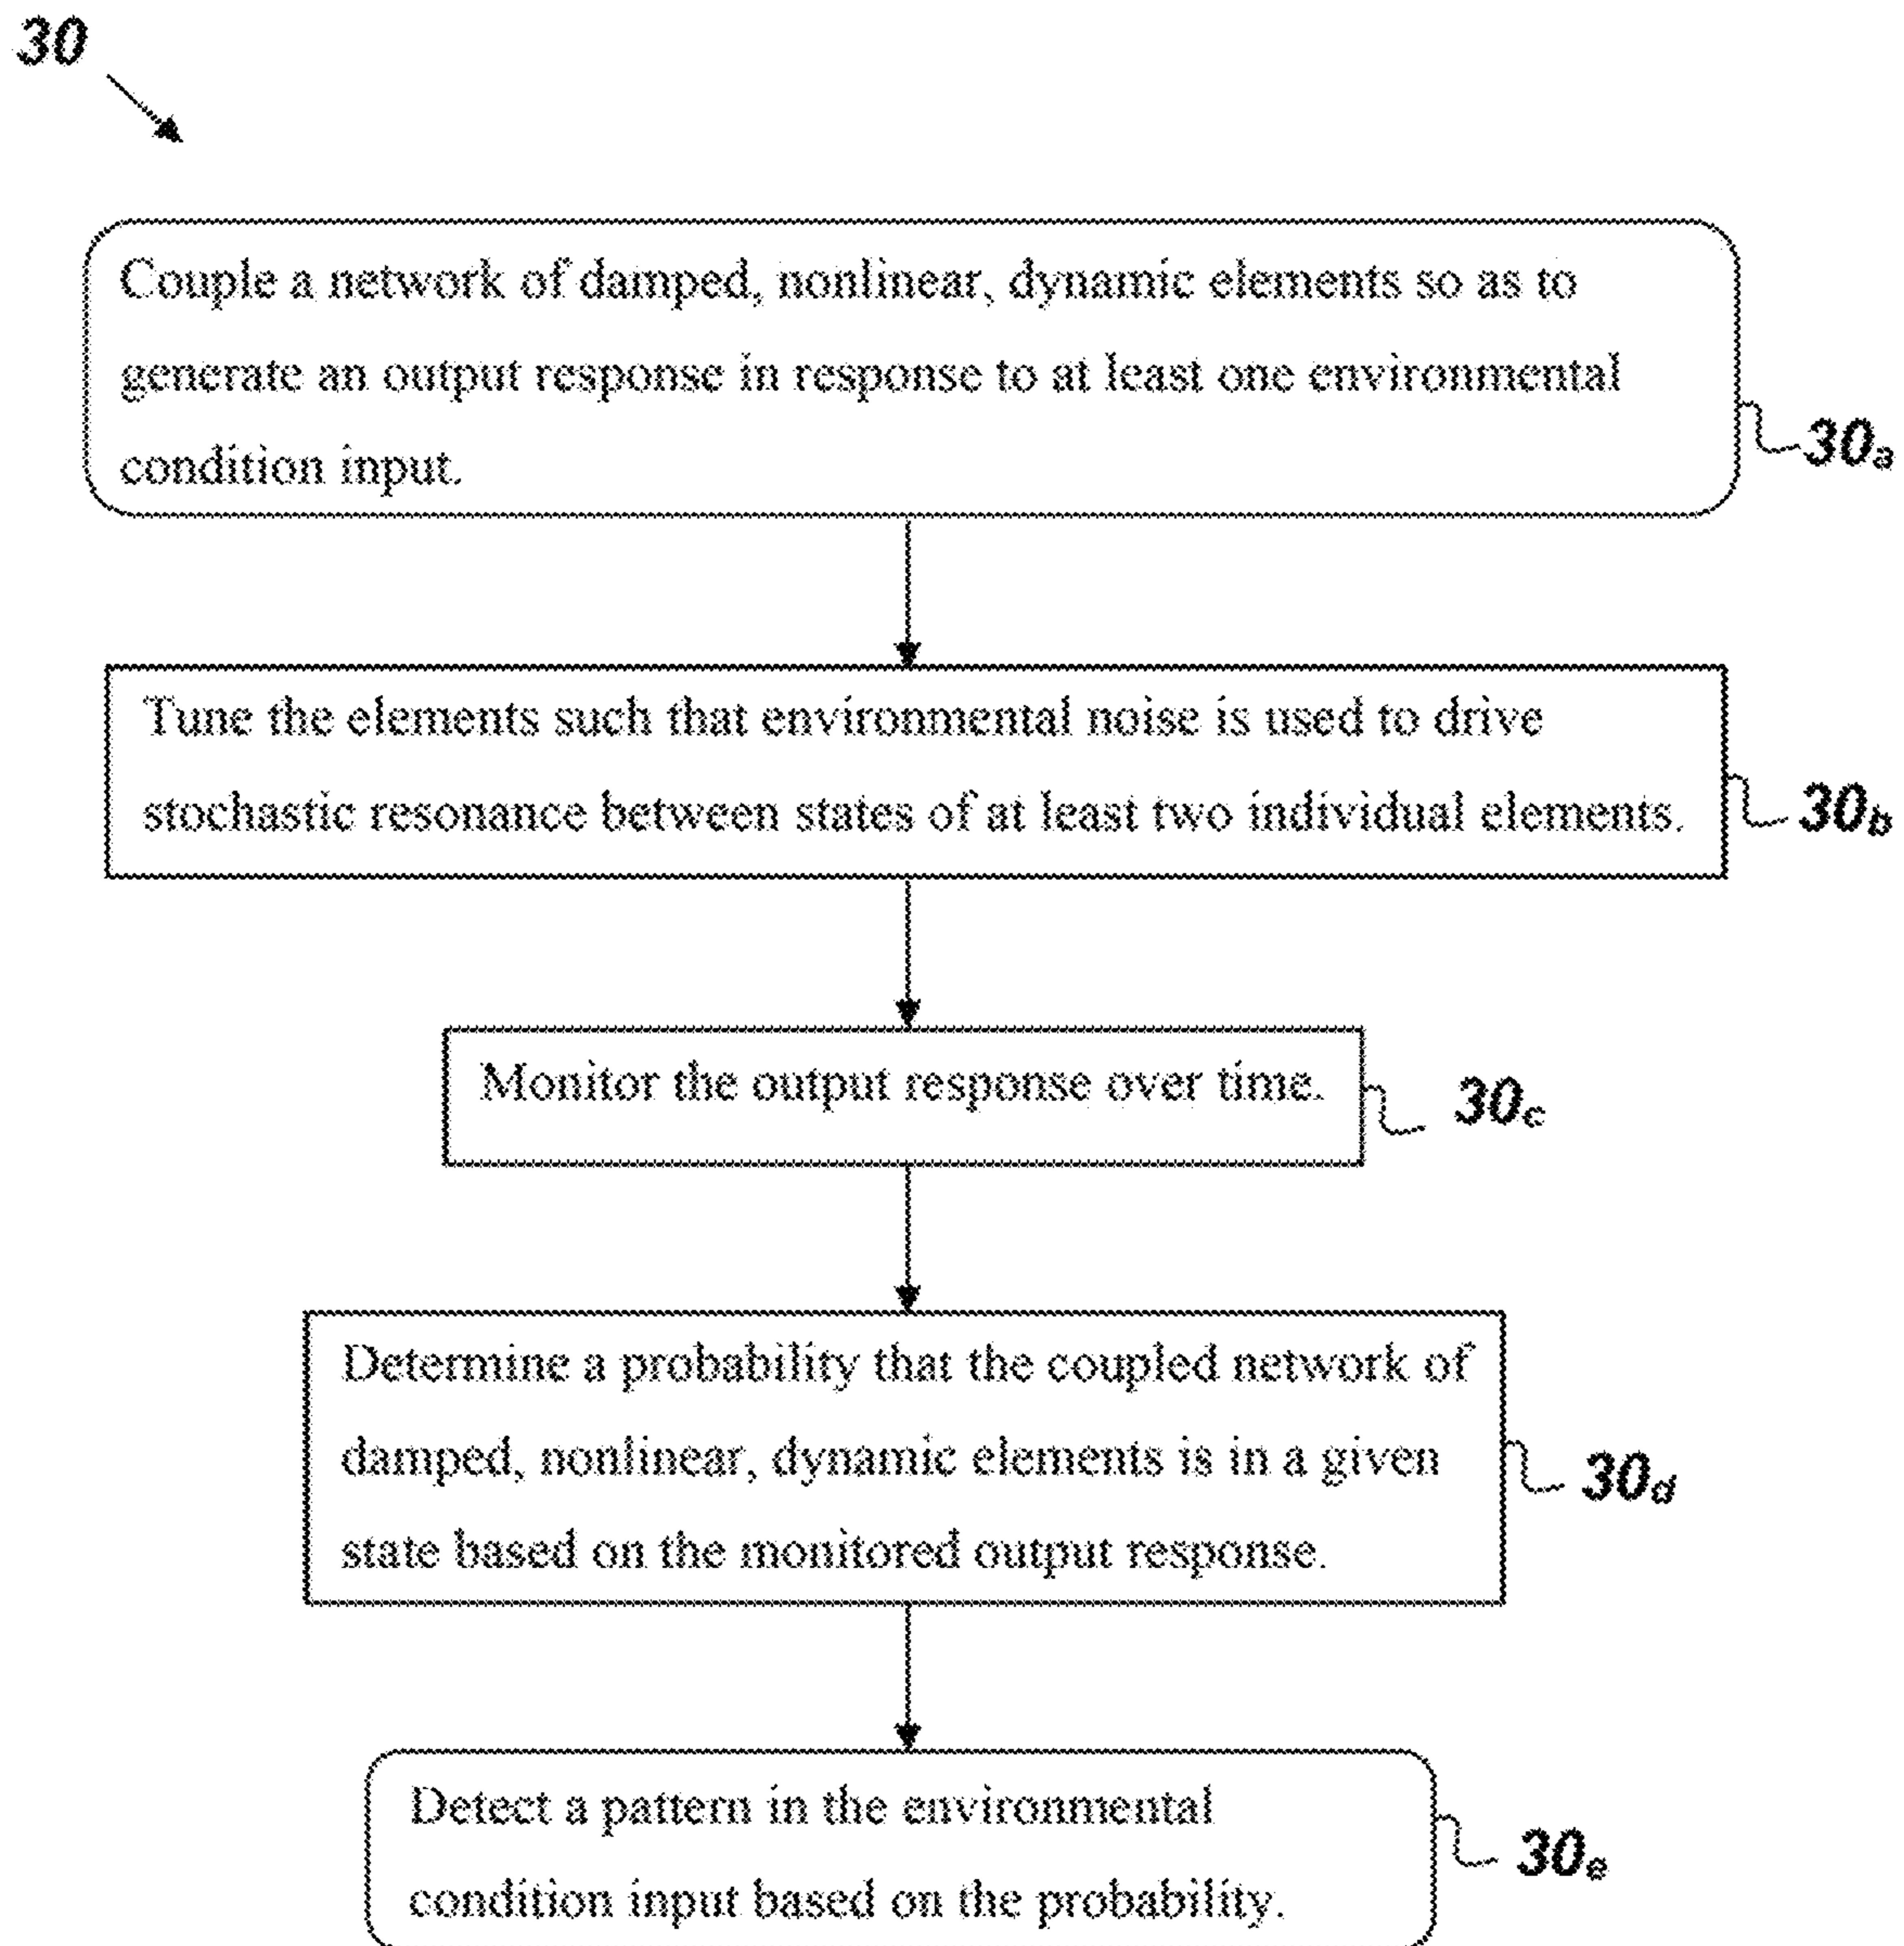 30
Couple a network of damped, nonlinear, dynamic elements so as to
generate an output response in response to at least one environmental
condition input.
30a
Tune the elements such that environmental noise is used to drive
stochastic resonance between states of at least two individual elements.
30b
Monitor the output response over time.
30c
Determine a probability that the coupled network of
damped, nonlinear, dynamic elements is in a given
state based on the monitored output response.
30d
Detect a pattern in the environmental
condition input based on the probability.
30e